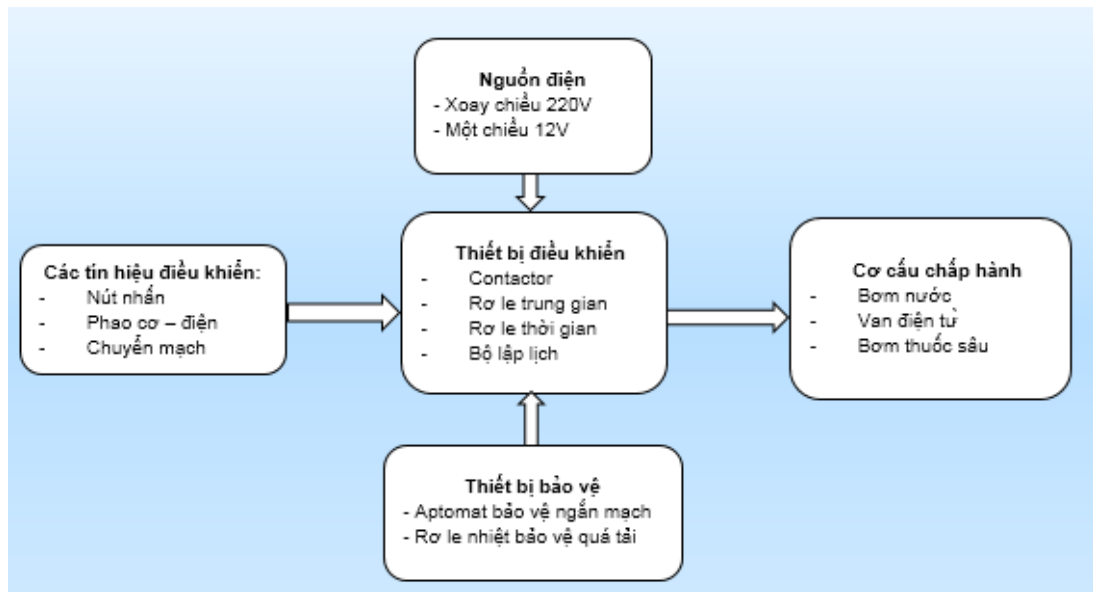 Nguồn điện
- Xoay chiều 220V
- Một chiều 12V
Các tín hiệu điều khiển:
- Nút nhấn
- Phao cơ – điện
- Chuyển mạch
Thiết bị điều khiển
- Contactor
- Rơ le trung gian
- Rơ le thời gian
- Bộ lập lịch
Cơ cấu chấp hành
- Bơm nước
- Van điện từ
- Bơm thuốc sâu
Thiết bị bảo vệ
- Aptomat bảo vệ ngắn mạch
- Rơ le nhiệt bảo vệ quá tải